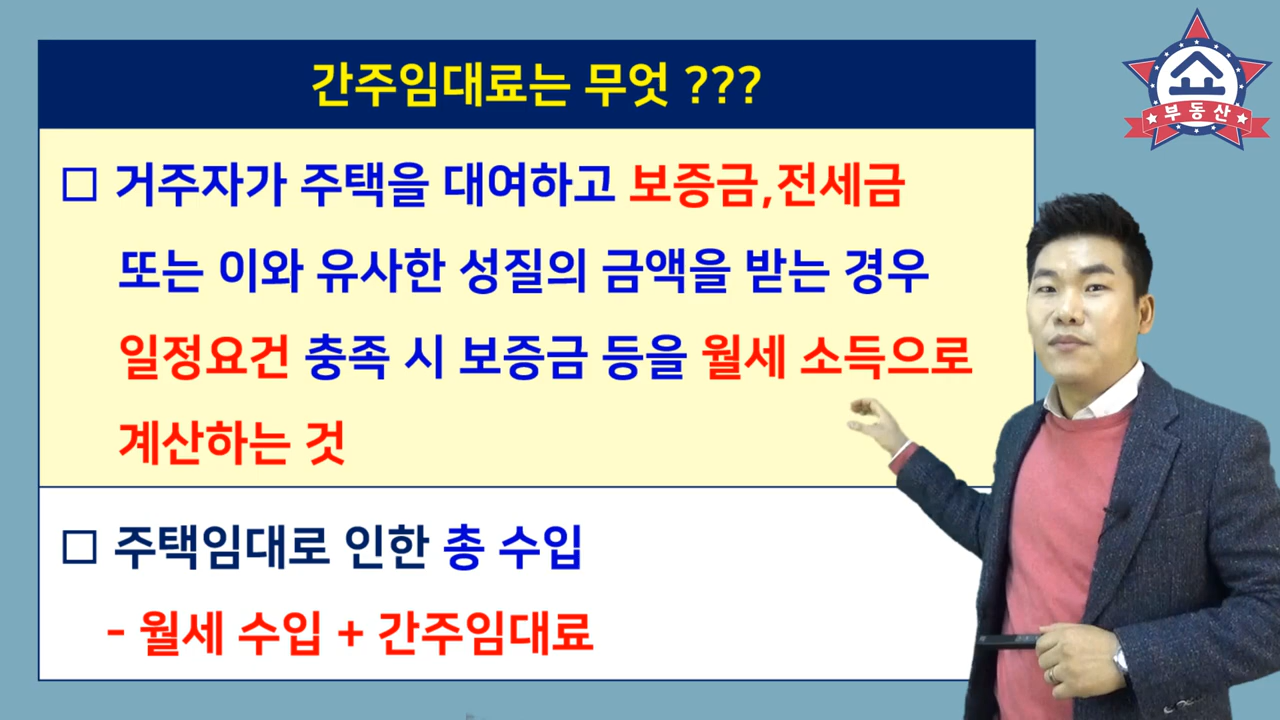 간주임대료는 무엇 ???
부동산
□ 거주자가 주택을 대여하고 보증금,전세금
또는 이와 유사한 성질의 금액을 받는 경우
일정요건 충족 시 보증금 등을 월세 소득으로
계산하는 것
□ 주택임대로 인한 총 수입
- 월세 수입 + 간주임대료